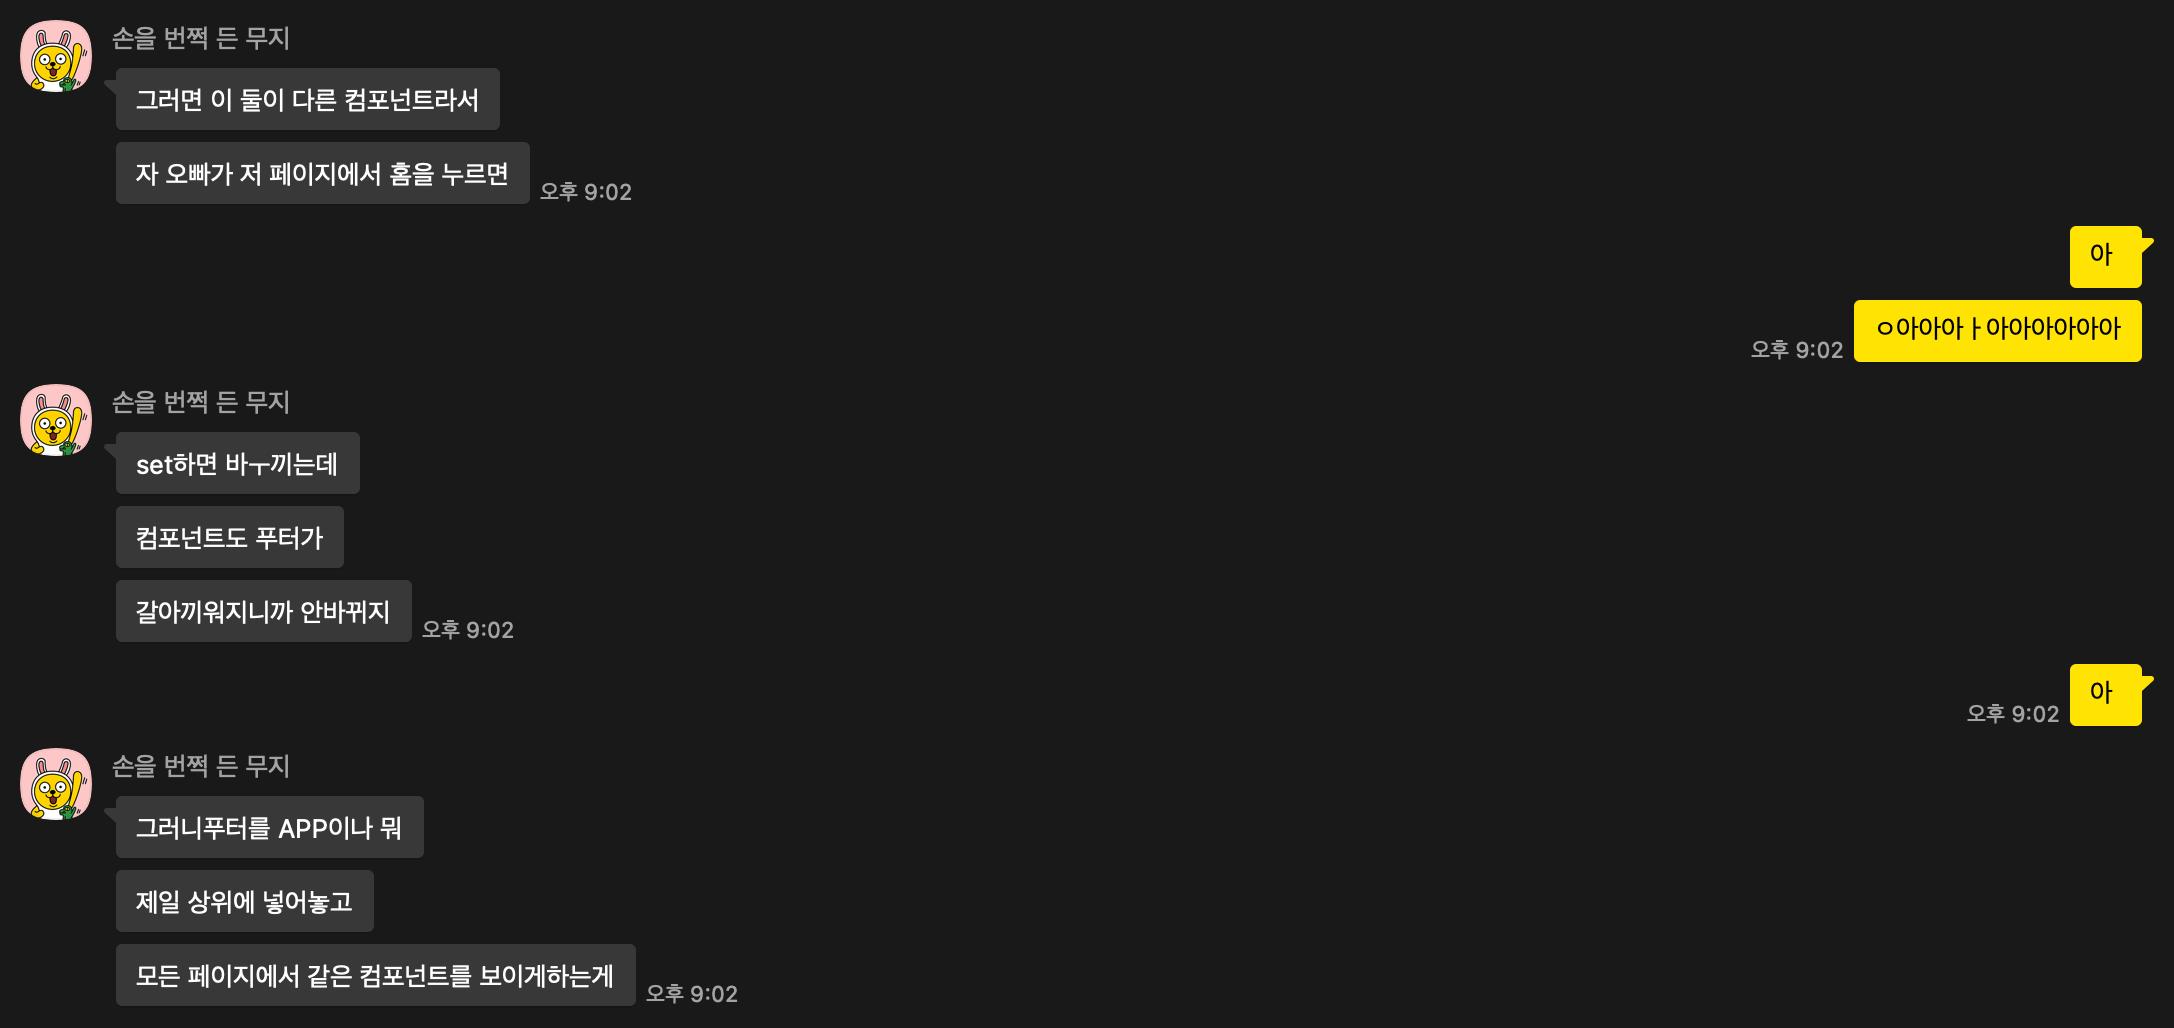 손을 번쩍 든 무지
그러면 이 둘이 다른 컴포넌트라서
자 오빠가 저 페이지에서 홈을 누르면
오후 9:02
아
ㅇ아아아ㅏ아아아아아아
오후 9:02
손을 번쩍 든 무지
set하면 바ㅜ끼는데
컴포넌트도 푸터가
갈아끼워지니까 안바뀌지
오후 9:02
아
오후 9:02
손을 번쩍 든 무지
그러니푸터를 APP이나 뭐
제일 상위에 넣어놓고
모든 페이지에서 같은 컴포넌트를 보이게하는게
오후 9:02